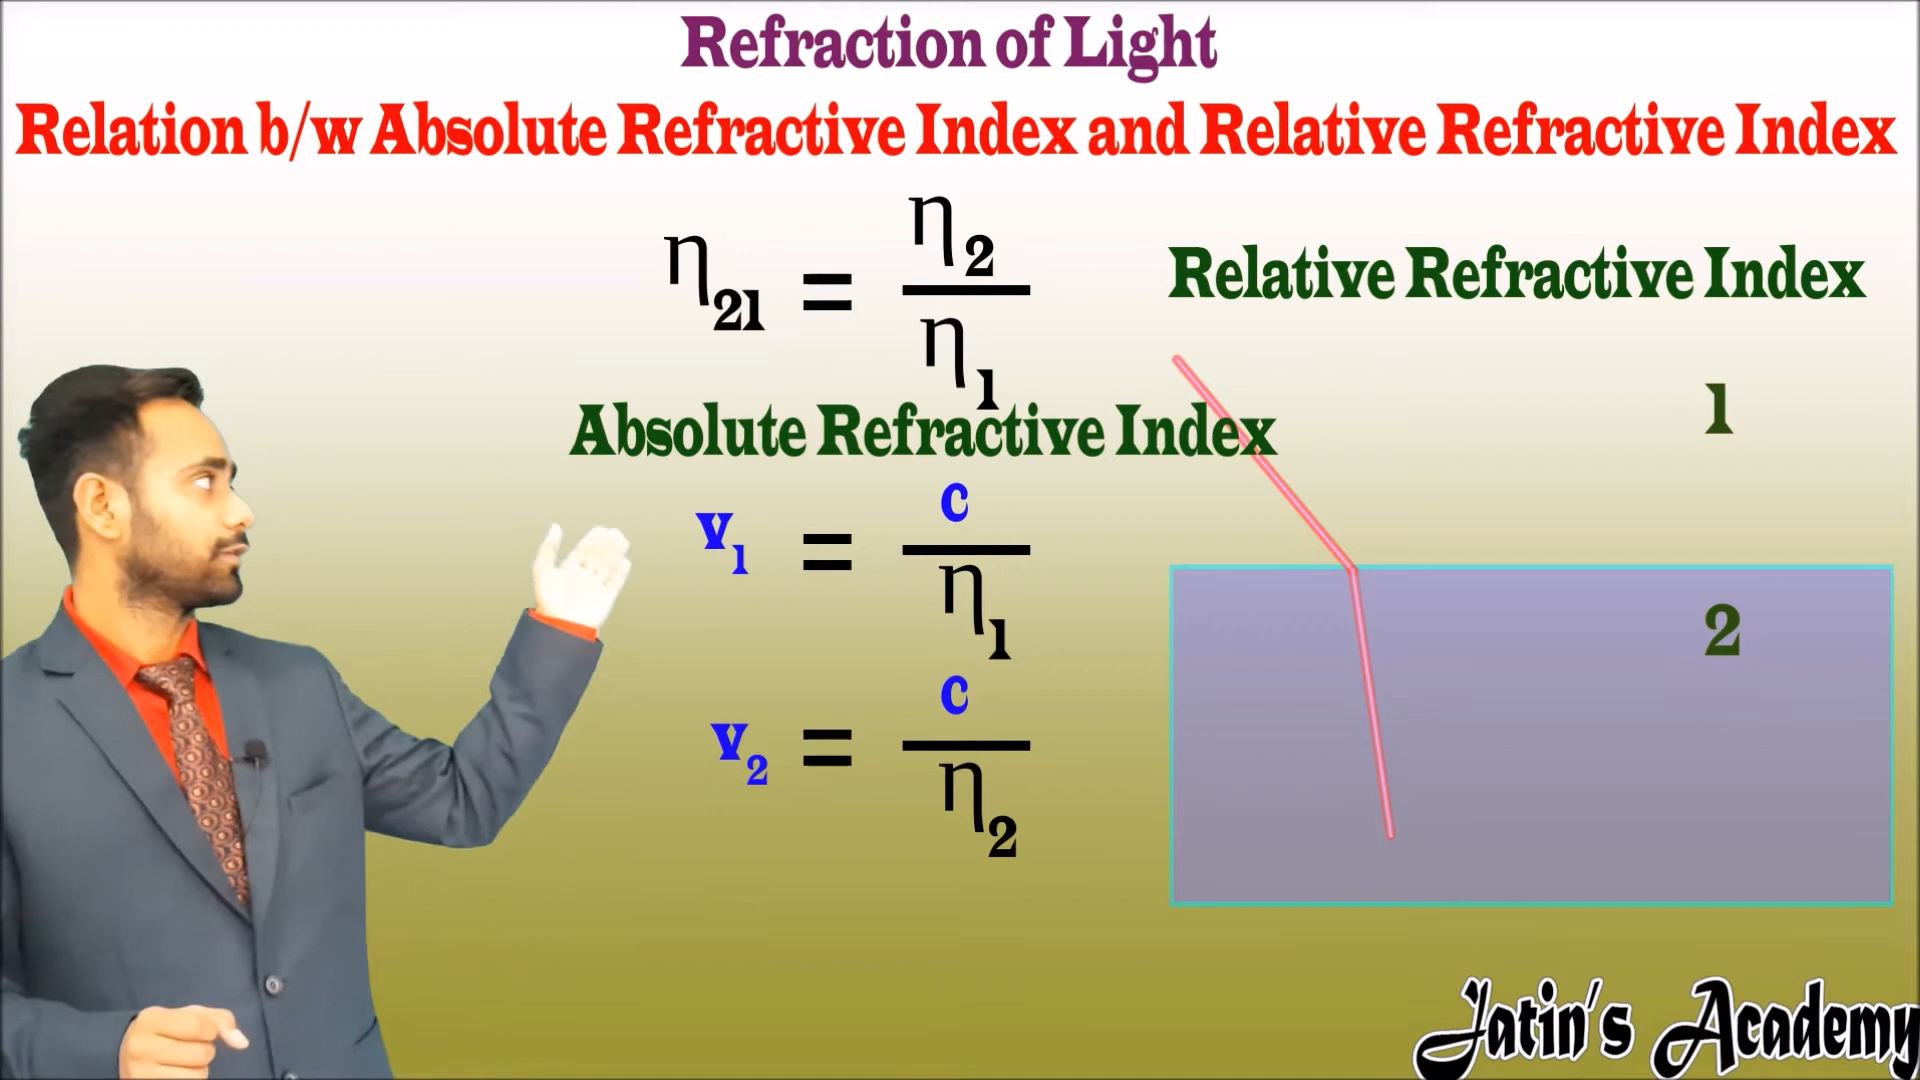 Refraction of Light
Relation b/w Absolute Refractive Index and Relative Refractive Index
η21 = η2/η1
Relative Refractive Index
1
Absolute Refractive Index
v1 = c/η1
2
v2 = c/η2
Jatin's Academy